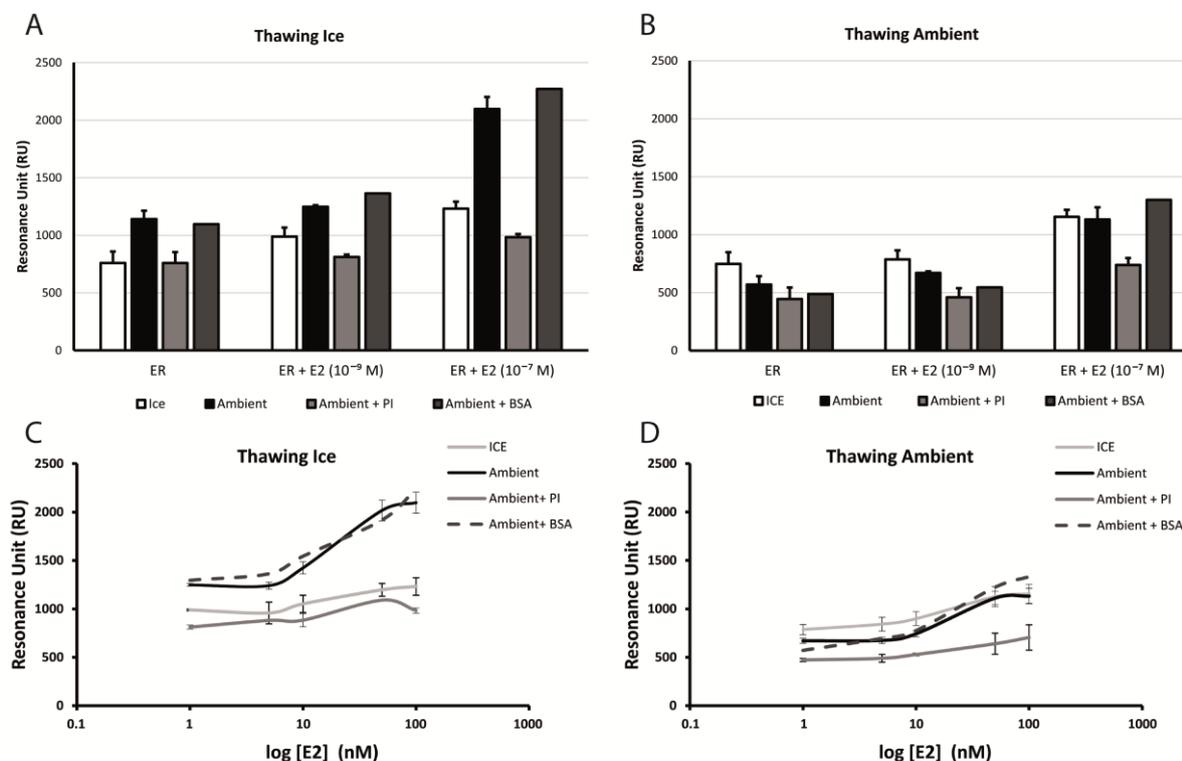 A
Thawing Ice
Resonance Unit (RU)
2500
2000
1500
1000
500
0
ER
ER + E2 (10⁻⁹ M)
ER + E2 (10⁻⁷ M)
Ice
Ambient
Ambient + PI
Ambient + BSA
B
Thawing Ambient
Resonance Unit (RU)
2500
2000
1500
1000
500
0
ER
ER + E2 (10⁻⁹ M)
ER + E2 (10⁻⁷ M)
ICE
Ambient
Ambient + PI
Ambient + BSA
C
Thawing Ice
ICE
Ambient
Ambient+ PI
Ambient+ BSA
Resonance Unit (RU)
2500
2000
1500
1000
500
0
0.1
1
10
100
1000
log [E2] (nM)
D
Thawing Ambient
ICE
Ambient
Ambient + PI
Ambient + BSA
Resonance Unit (RU)
2500
2000
1500
1000
500
0
0.1
1
10
100
1000
log [E2] (nM)